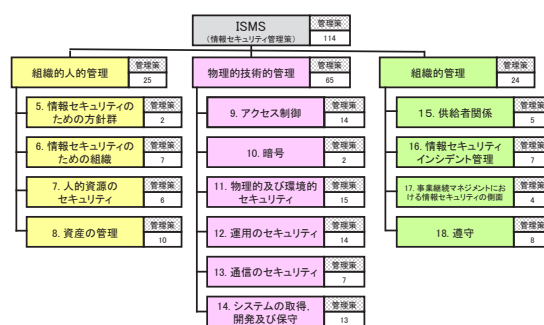 ISMS
(情報セキュリティ管理策)
管理策
114
組織的人的管理
管理策
25
5. 情報セキュリティの
ための方針群
管理策
2
6. 情報セキュリティの
ための組織
管理策
7
7. 人的資源の
セキュリティ
管理策
6
8. 資産の管理
管理策
10
物理的技術的管理
管理策
65
9. アクセス制御
管理策
14
10. 暗号
管理策
2
11. 物理的及び環境的
セキュリティ
管理策
15
12. 運用のセキュリティ
管理策
14
13. 通信のセキュリティ
管理策
7
14. システムの取得,
開発及び保守
管理策
13
組織的管理
管理策
24
15. 供給者関係
管理策
5
16. 情報セキュリティ
インシデント管理
管理策
7
17. 事業継続マネジメントにお
ける情報セキュリティの側面
管理策
4
18. 遵守
管理策
8